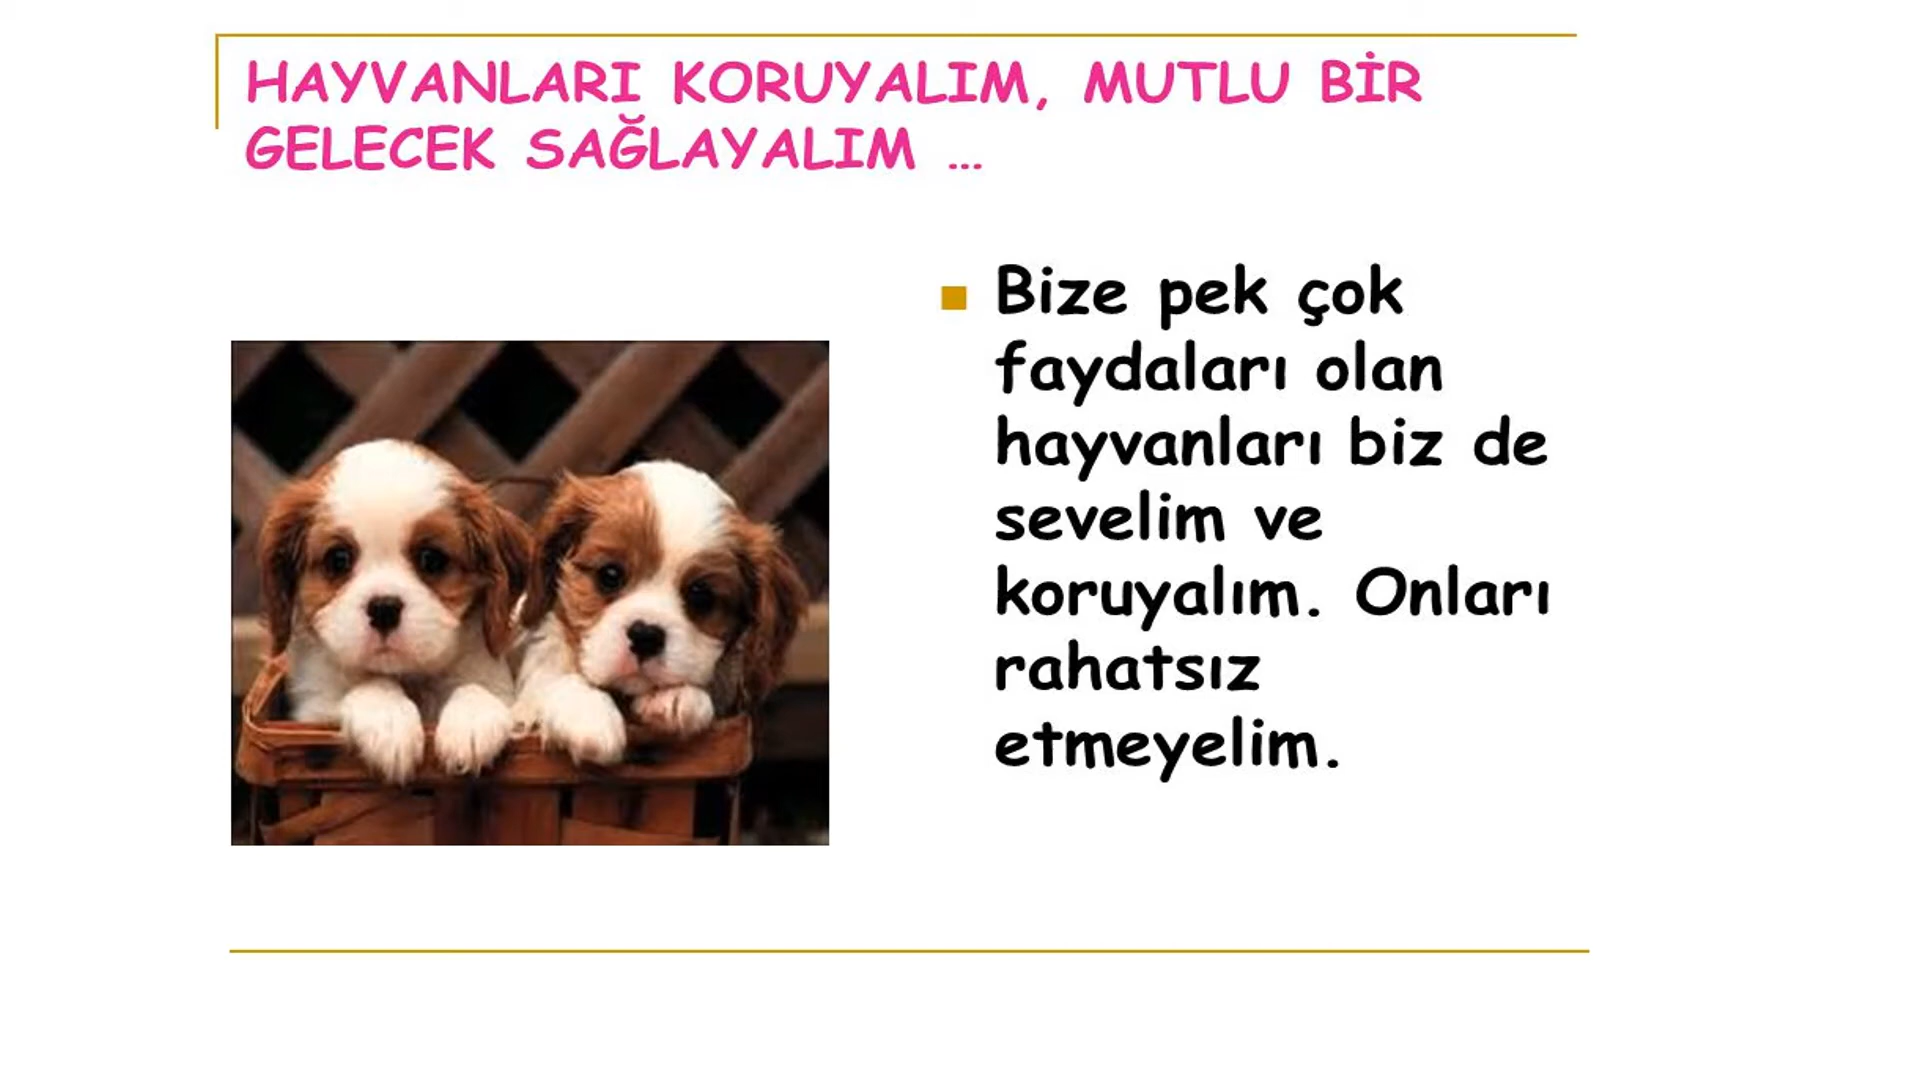 HAYVANLARI KORUYALIM, MUTLU BİR
GELECEK SAĞLAYALIM …
Bize pek çok
faydaları olan
hayvanları biz de
sevelim ve
koruyalım. Onları
rahatsız
etmeyelim.